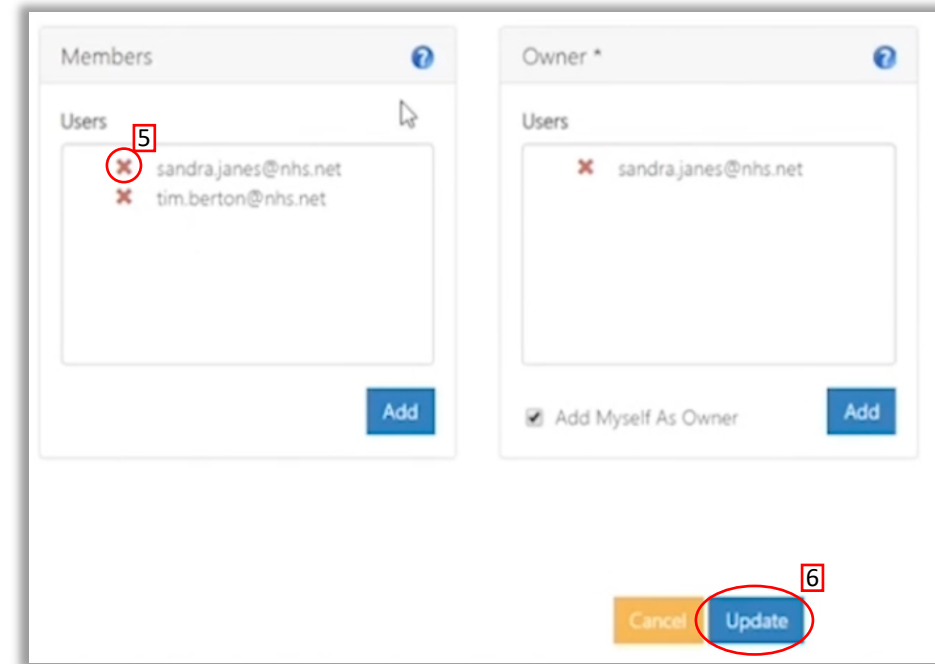 Members
?
Users
5
sandra.janes@nhs.net
tim.berton@nhs.net
Add
Owner *
?
Users
sandra.janes@nhs.net
Add Myself As Owner
Add
6
Cancel
Update